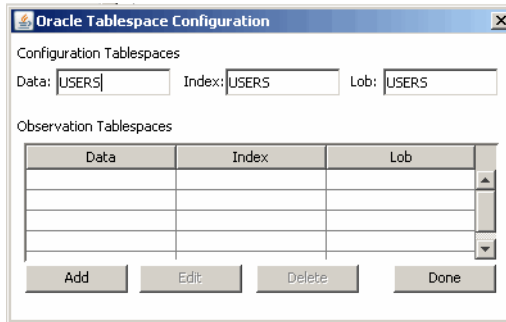 Oracle Tablespace Configuration
Configuration Tablespaces
Data: USERS Index: USERS Lob: USERS
Observation Tablespaces
Data Index Lob
Add Edit Delete Done